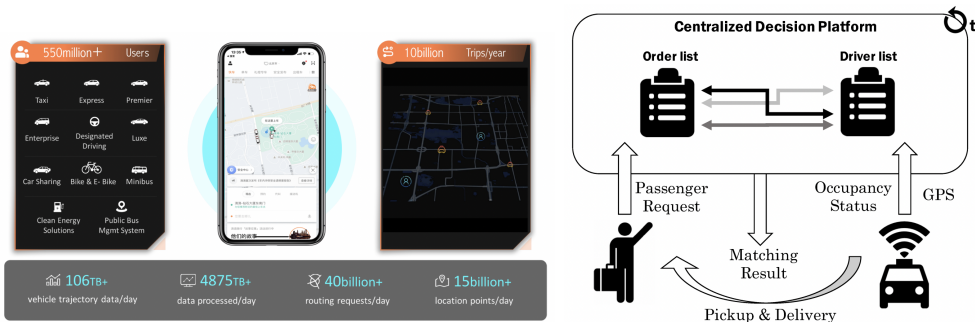 550million+ Users
Taxi
Express
Premier
Enterprise
Designated
Driving
Luxe
Car Sharing
Bike & E- Bike
Minibus
Clean Energy
Solutions
Public Bus
Mgmt System
10billion Trips/year
106TB+
vehicle trajectory data/day
4875TB+
data processed/day
40billion+
routing requests/day
15billion+
location points/day
t
Centralized Decision Platform
Order list
Driver list
Passenger
Request
Occupancy
Status
GPS
Matching
Result
Pickup & Delivery